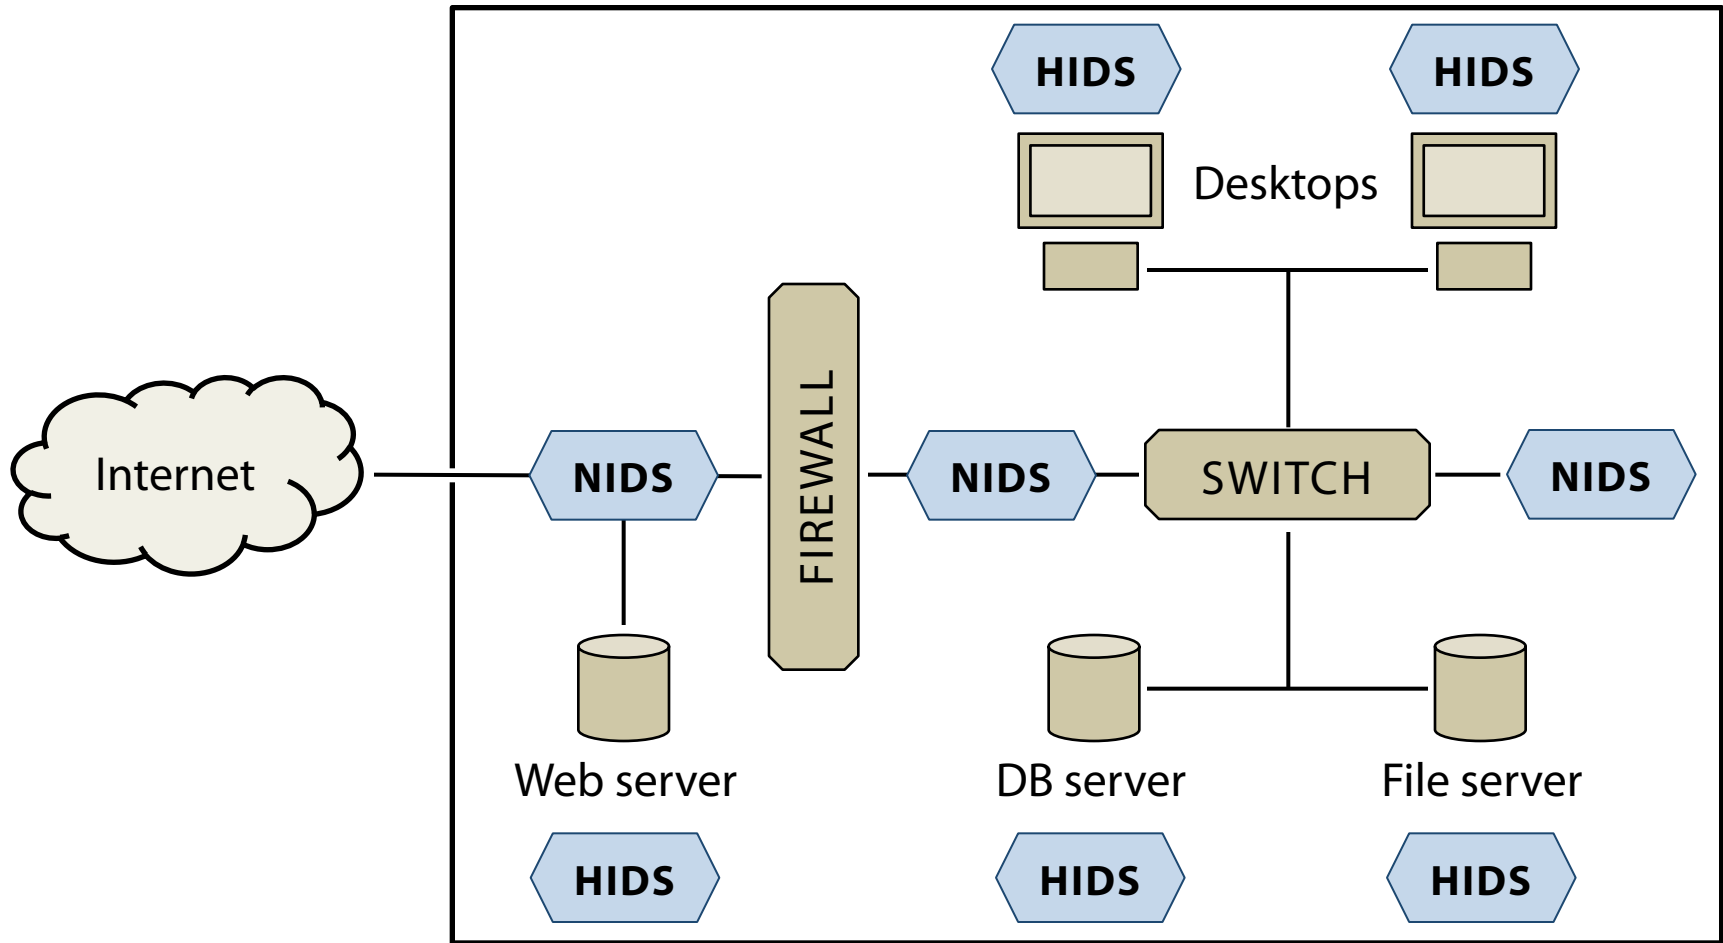 HIDS
HIDS
Desktops
Internet
NIDS
FIREWALL
NIDS
SWITCH
NIDS
Web server
DB server
File server
HIDS
HIDS
HIDS